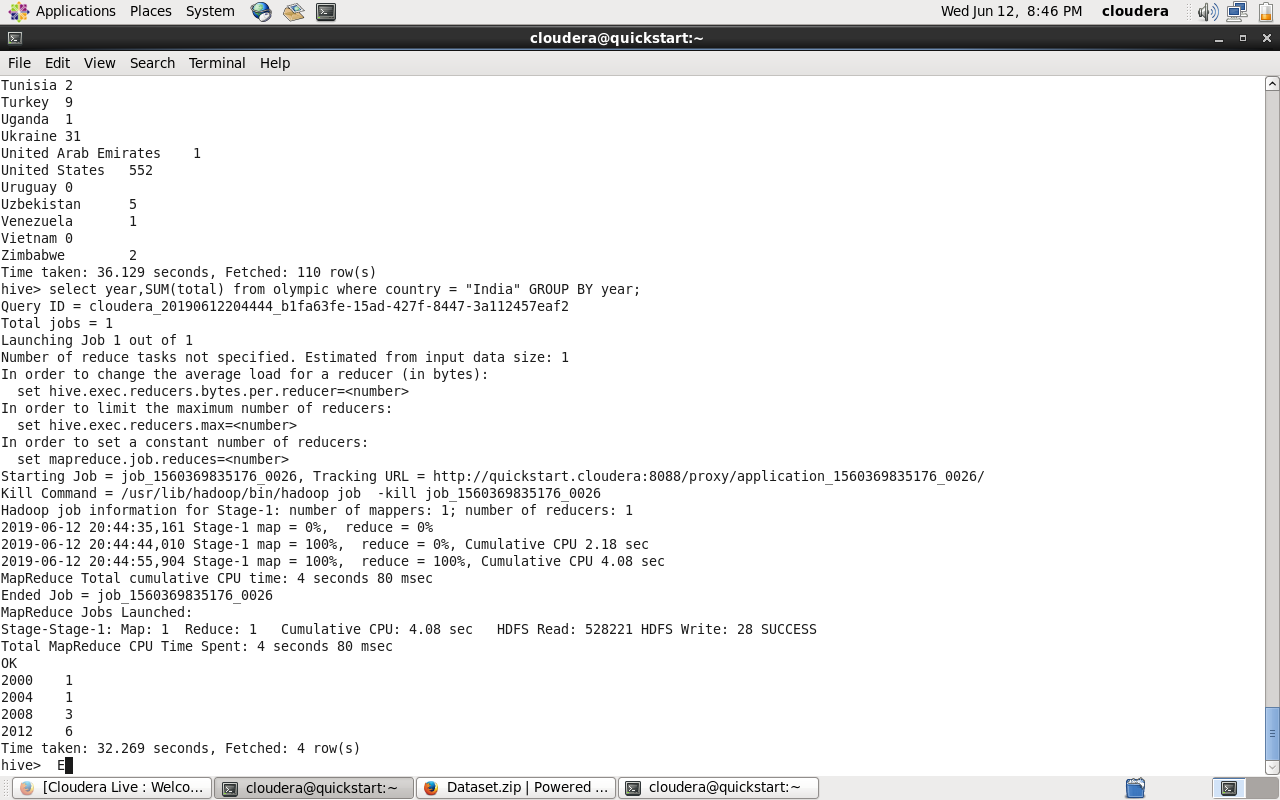 Applications Places System Wed Jun 12, 8:46 PM cloudera
cloudera@quickstart:~
File Edit View Search Terminal Help
Tunisia 2
Turkey 9
Uganda 1
Ukraine 31
United Arab Emirates 1
United States 552
Uruguay 0
Uzbekistan 5
Venezuela 1
Vietnam 0
Zimbabwe 2
Time taken: 36.129 seconds, Fetched: 110 row(s)
hive> select year,SUM(total) from olympic where country = "India" GROUP BY year;
Query ID = cloudera_20190612204444_b1fa63fe-15ad-427f-8447-3a112457eaf2
Total jobs = 1
Launching Job 1 out of 1
Number of reduce tasks not specified. Estimated from input data size: 1
In order to change the average load for a reducer (in bytes):
  set hive.exec.reducers.bytes.per.reducer=<number>
In order to limit the maximum number of reducers:
  set hive.exec.reducers.max=<number>
In order to set a constant number of reducers:
  set mapreduce.job.reduces=<number>
Starting Job = job_1560369835176_0026, Tracking URL = http://quickstart.cloudera:8088/proxy/application_1560369835176_0026/
Kill Command = /usr/lib/hadoop/bin/hadoop job  -kill job_1560369835176_0026
Hadoop job information for Stage-1: number of mappers: 1; number of reducers: 1
2019-06-12 20:44:35,161 Stage-1 map = 0%,  reduce = 0%
2019-06-12 20:44:44,010 Stage-1 map = 100%,  reduce = 0%, Cumulative CPU 2.18 sec
2019-06-12 20:44:55,904 Stage-1 map = 100%,  reduce = 100%, Cumulative CPU 4.08 sec
MapReduce Total cumulative CPU time: 4 seconds 80 msec
Ended Job = job_1560369835176_0026
MapReduce Jobs Launched:
Stage-Stage-1: Map: 1  Reduce: 1   Cumulative CPU: 4.08 sec   HDFS Read: 528221 HDFS Write: 28 SUCCESS
Total MapReduce CPU Time Spent: 4 seconds 80 msec
OK
2000 1
2004 1
2008 3
2012 6
Time taken: 32.269 seconds, Fetched: 4 row(s)
hive>  E
[Cloudera Live : Welco... cloudera@quickstart:~ Dataset.zip | Powered ... cloudera@quickstart:~